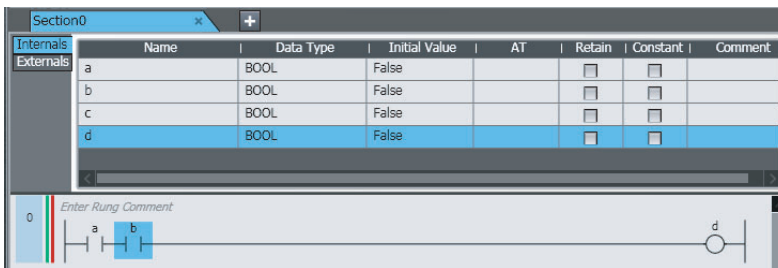 Section0 × +
Internals
Externals
Name Data Type Initial Value AT Retain Constant Comment
a BOOL False
b BOOL False
c BOOL False
d BOOL False
0 Enter Rung Comment
a b d